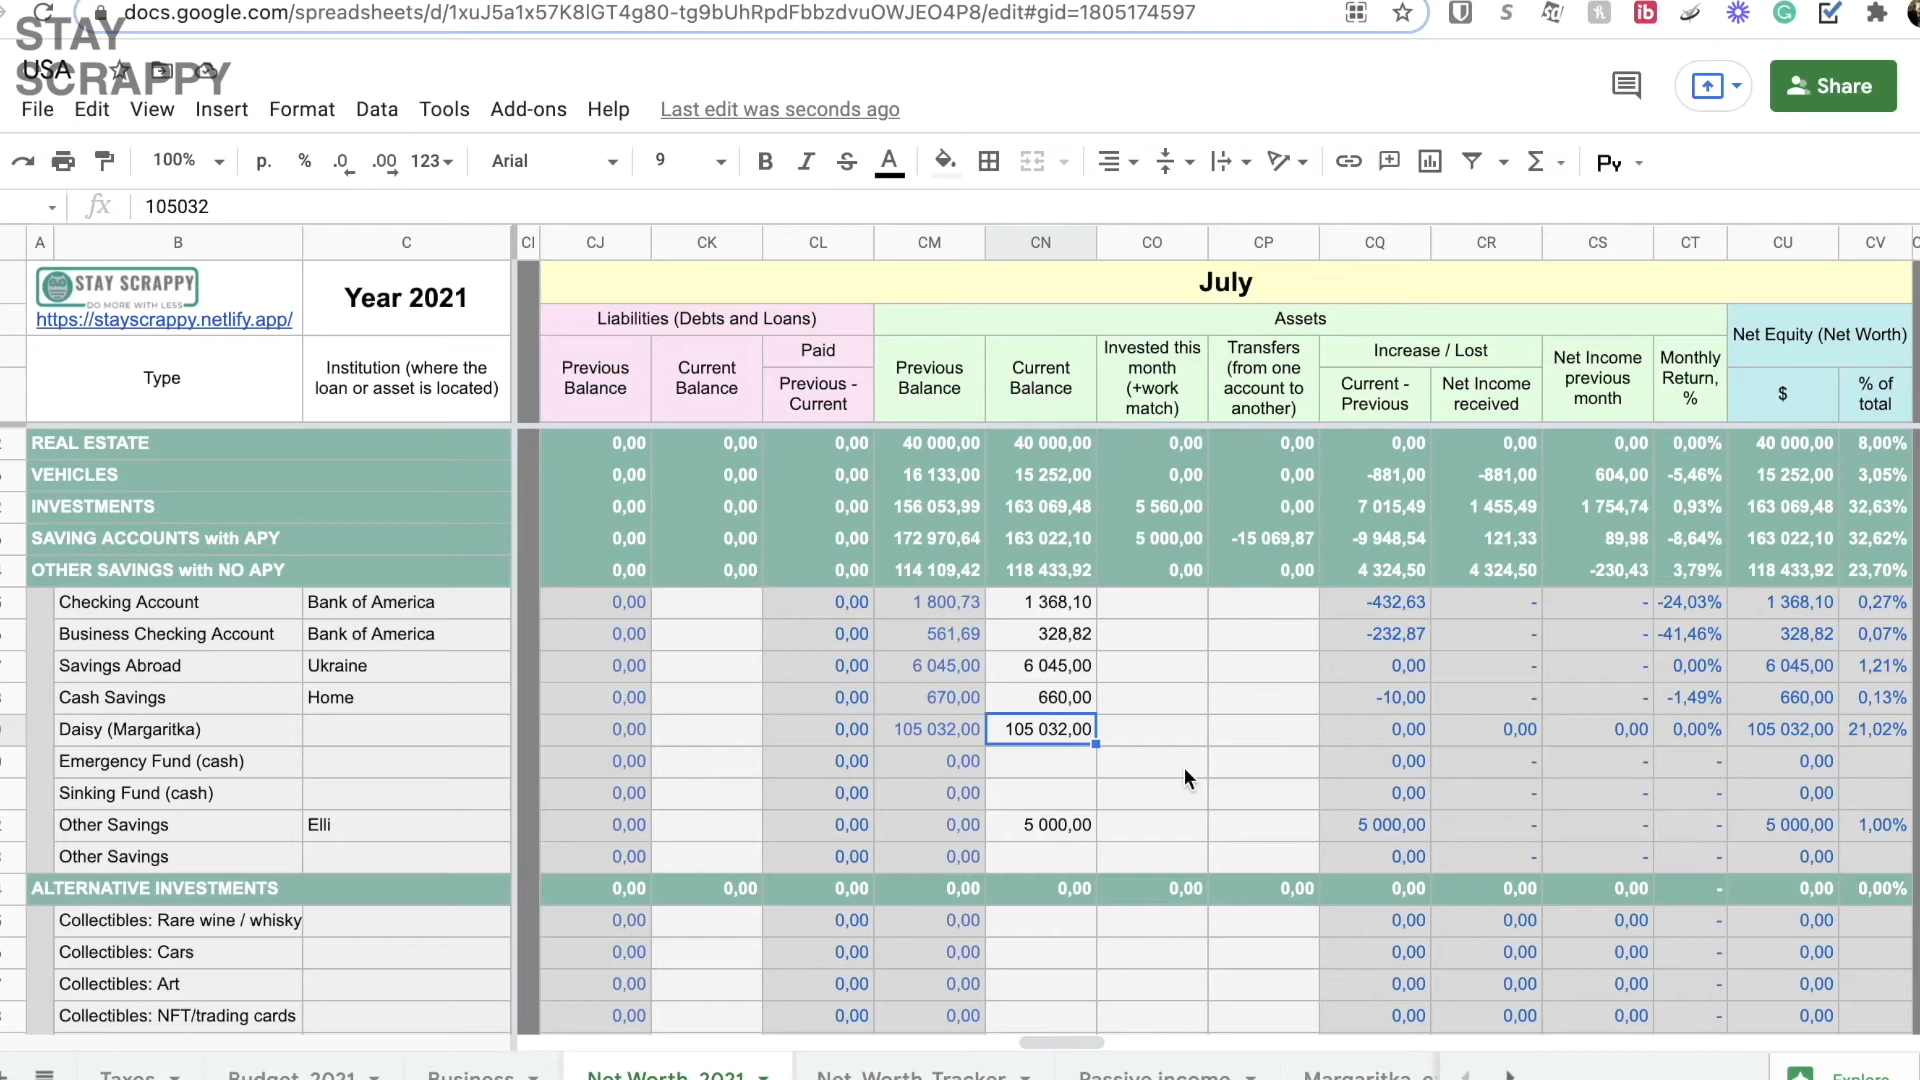 docs.google.com/spreadsheets/d/1xuJ5a1x57K8lGT4g80-tg9bUhRpdFbbzdvuOWJEO4P8/edit#gid=1805174597
STAY
SCRAPPY
USA
Share
File Edit View Insert Format Data Tools Add-ons Help Last edit was seconds ago
100% p. % .0 .00 123 Arial 9 B I S A Σ Py
fx 105032
A B C CI CJ CK CL CM CN CO CP CQ CR CS CT CU CV
STAY SCRAPPY
DO MORE WITH LESS
https://stayscrappy.netlify.app/
Year 2021
July
Liabilities (Debts and Loans) Assets Net Equity (Net Worth)
Type
Institution (where the
loan or asset is located)
Previous
Balance
Current
Balance
Paid
Previous -
Current
Previous
Balance
Current
Balance
Invested this
month
(+work
match)
Transfers
(from one
account to
another)
Increase / Lost
Current -
Previous
Net Income
received
Net Income
previous
month
Monthly
Return,
%
$
% of
total
REAL ESTATE 0,00 0,00 0,00 40 000,00 40 000,00 0,00 0,00 0,00 0,00 0,00 0,00% 40 000,00 8,00%
VEHICLES 0,00 0,00 0,00 16 133,00 15 252,00 0,00 0,00 -881,00 -881,00 604,00 -5,46% 15 252,00 3,05%
INVESTMENTS 0,00 0,00 0,00 156 053,99 163 069,48 5 560,00 0,00 7 015,49 1 455,49 1 754,74 0,93% 163 069,48 32,63%
SAVING ACCOUNTS with APY 0,00 0,00 0,00 172 970,64 163 022,10 5 000,00 -15 069,87 -9 948,54 121,33 89,98 -8,64% 163 022,10 32,62%
OTHER SAVINGS with NO APY 0,00 0,00 0,00 114 109,42 118 433,92 0,00 0,00 4 324,50 4 324,50 -230,43 3,79% 118 433,92 23,70%
Checking Account Bank of America 0,00 0,00 1 800,73 1 368,10 -432,63 - - -24,03% 1 368,10 0,27%
Business Checking Account Bank of America 0,00 0,00 561,69 328,82 -232,87 - - -41,46% 328,82 0,07%
Savings Abroad Ukraine 0,00 0,00 6 045,00 6 045,00 0,00 - - 0,00% 6 045,00 1,21%
Cash Savings Home 0,00 0,00 670,00 660,00 -10,00 - - -1,49% 660,00 0,13%
Daisy (Margaritka) 0,00 0,00 105 032,00 105 032,00 0,00 0,00 0,00 0,00% 105 032,00 21,02%
Emergency Fund (cash) 0,00 0,00 0,00 0,00 - - - 0,00
Sinking Fund (cash) 0,00 0,00 0,00 0,00 - - - 0,00
Other Savings Elli 0,00 0,00 0,00 5 000,00 5 000,00 - - - 5 000,00 1,00%
Other Savings 0,00 0,00 0,00 0,00 - - - 0,00
ALTERNATIVE INVESTMENTS 0,00 0,00 0,00 0,00 0,00 0,00 0,00 0,00 0,00 0,00 - 0,00 0,00%
Collectibles: Rare wine / whisky 0,00 0,00 0,00 0,00 0,00 0,00 - 0,00
Collectibles: Cars 0,00 0,00 0,00 0,00 0,00 0,00 - 0,00
Collectibles: Art 0,00 0,00 0,00 0,00 0,00 0,00 - 0,00
Collectibles: NFT/trading cards 0,00 0,00 0,00 0,00 0,00 0,00 - 0,00
Taxes Budget 2021 Business Net Worth 2021 Net Worth Tracker Passive income Margaritka Explore